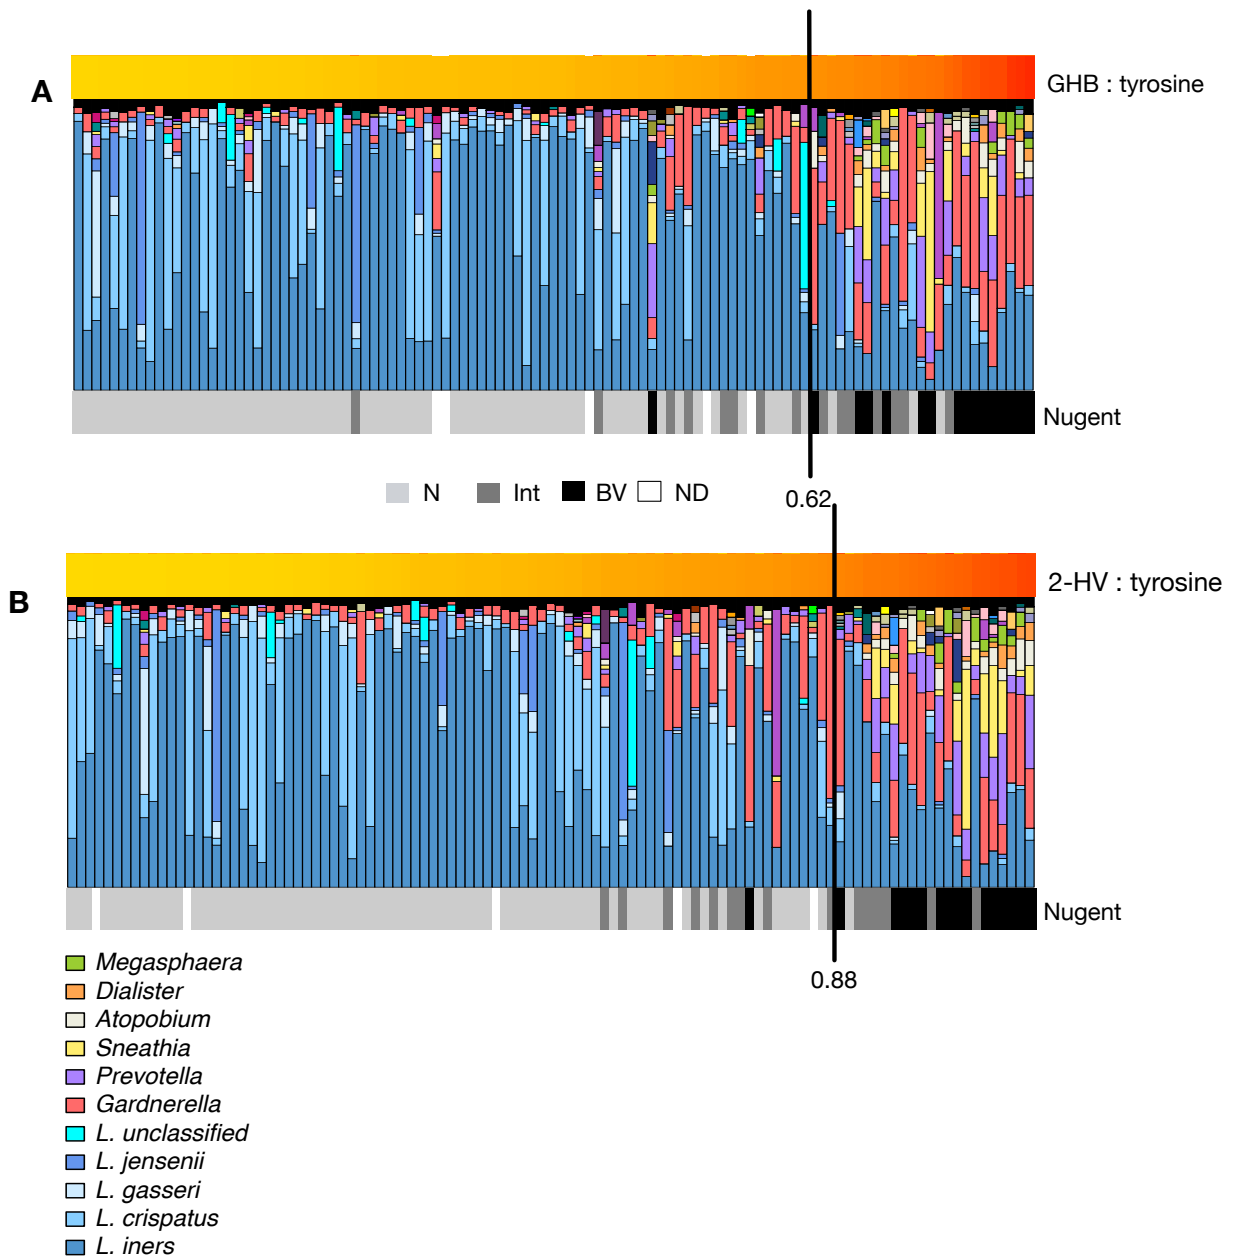 A
GHB : tyrosine
Nugent
N Int BV ND
0.62
B
2-HV : tyrosine
Nugent
0.88
Megasphaera
Dialister
Atopobium
Sneathia
Prevotella
Gardnerella
L. unclassified
L. jensenii
L. gasseri
L. crispatus
L. iners